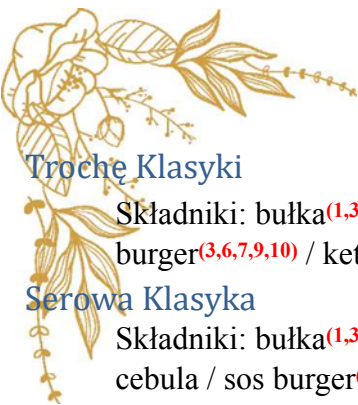 Trochę Klasyki
Składniki: bułka(1,3
burger(3,6,7,9,10) / ket
Serowa Klasyka
Składniki: bułka(1,3
cebula / sos burger(